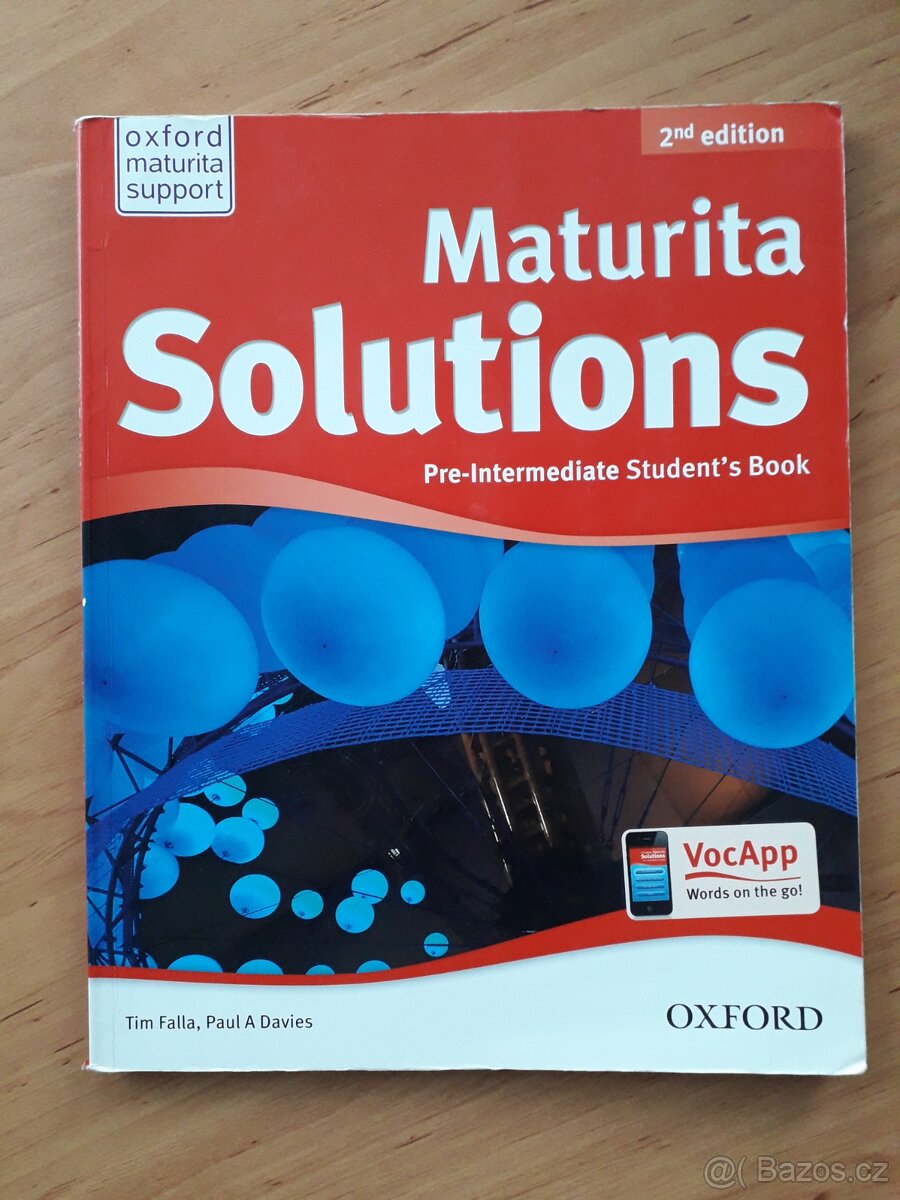 oxford
maturita
support
2nd edition
Maturita
Solutions
Pre-Intermediate Student's Book
Solutions
VocApp
Words on the go!
Tim Falla, Paul A Davies
OXFORD
@( Bazos.cz